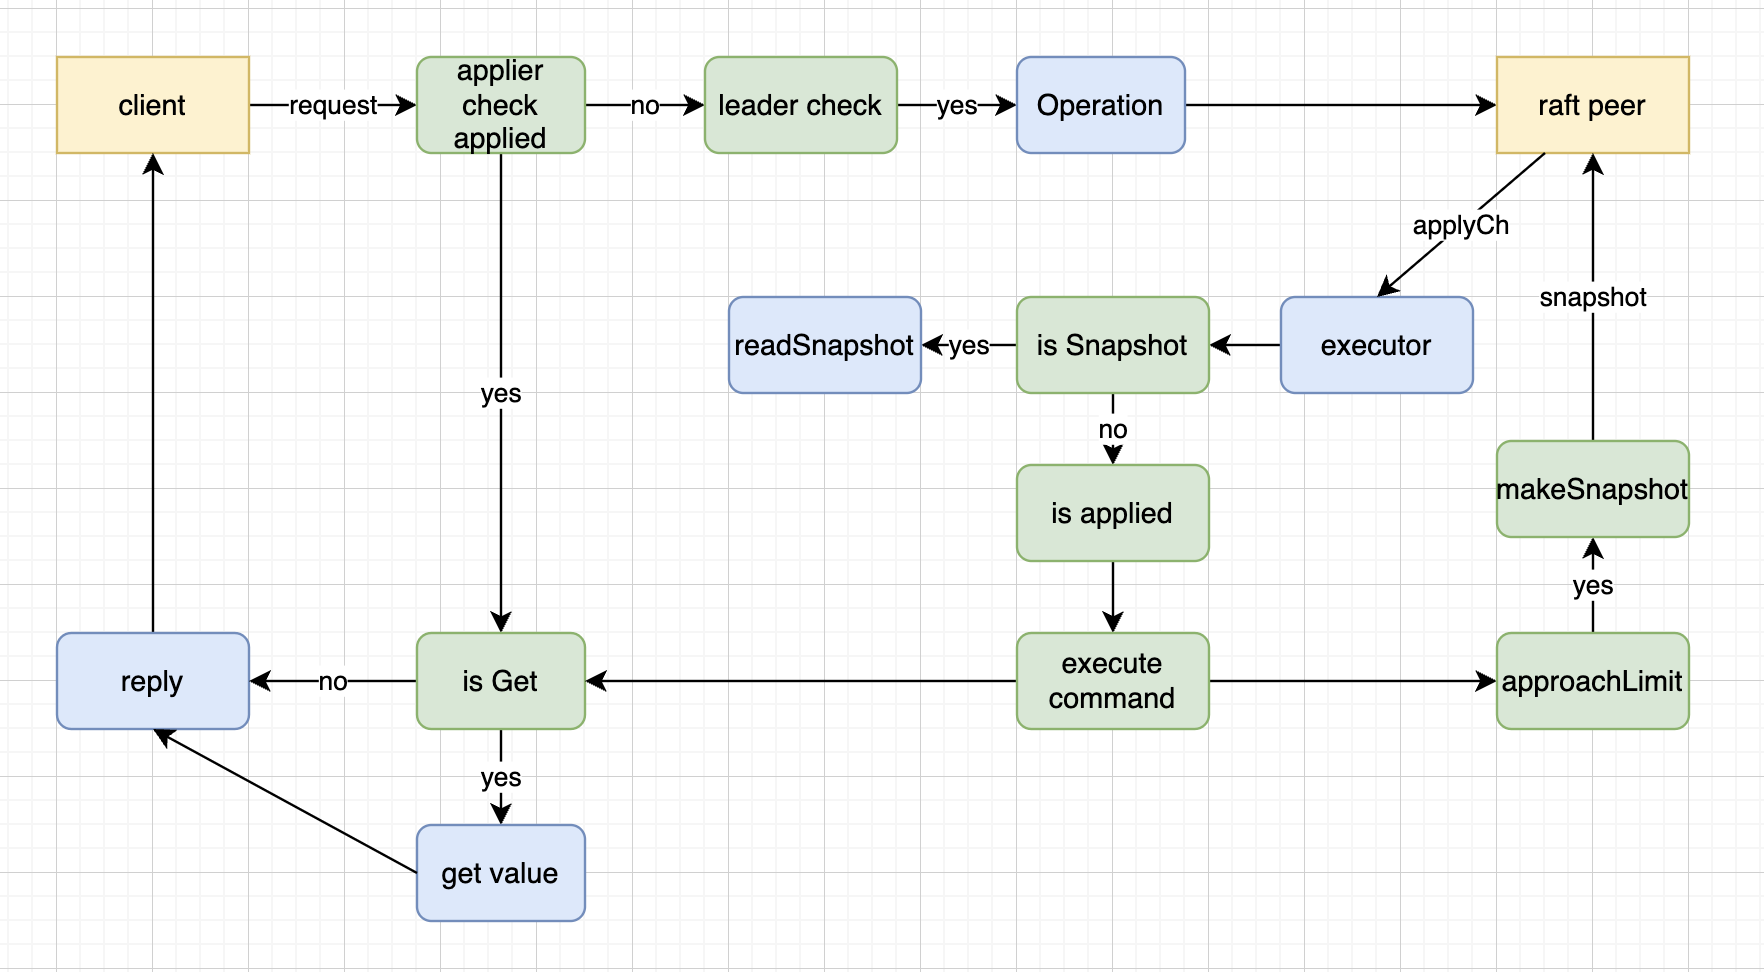 client
request
applier
check
applied
no
leader check
yes
Operation
raft peer
applyCh
snapshot
readSnapshot
yes
is Snapshot
executor
yes
no
makeSnapshot
is applied
yes
reply
no
is Get
execute
command
approachLimit
yes
get value